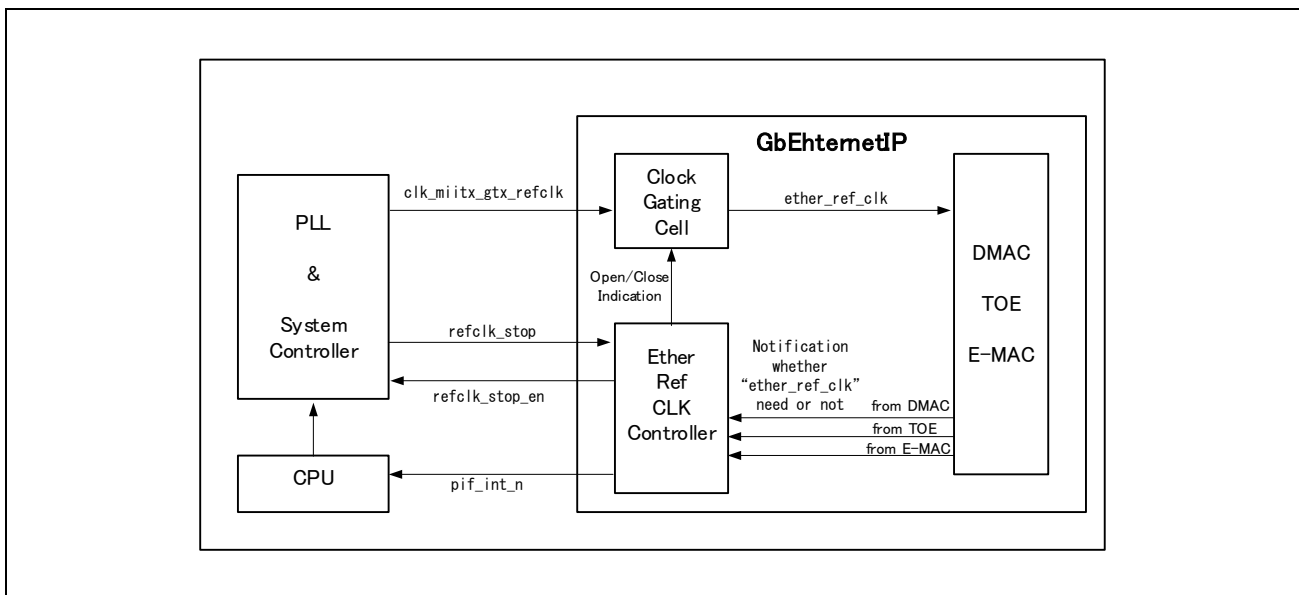 GbEhternetIP
PLL
&
System
Controller
CPU
clk_miitx_gtx_refclk
refclk_stop
refclk_stop_en
pif_int_n
Clock
Gating
Cell
Open/Close
Indication
Ether
Ref
CLK
Controller
ether_ref_clk
Notification
whether
“ether_ref_clk”
need or not
from DMAC
from TOE
from E-MAC
DMAC
TOE
E-MAC